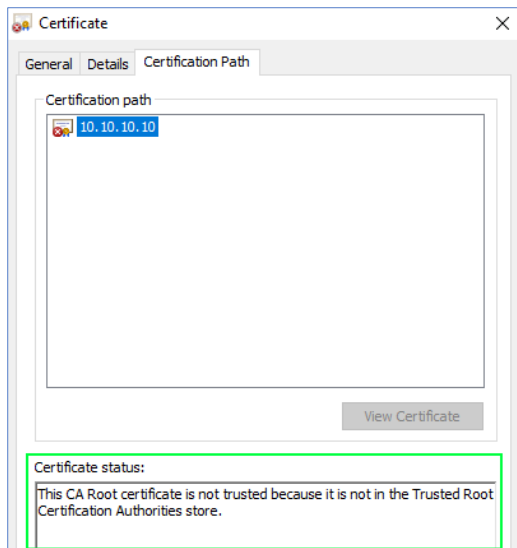 Certificate
General Details Certification Path
Certification path
10.10.10.10
View Certificate
Certificate status:
This CA Root certificate is not trusted because it is not in the Trusted Root
Certification Authorities store.